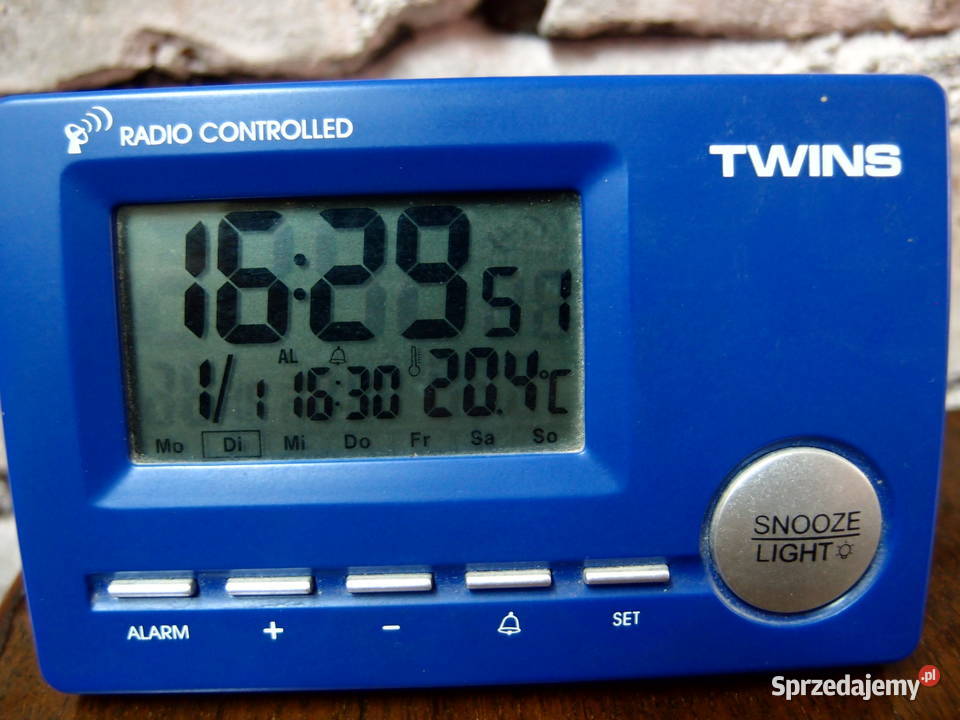 RADIO CONTROLLED
TWINS
16:29 51
AL
1/1 16:30 20.4°C
Mo Di Mi Do Fr Sa So
SNOOZE
LIGHT
ALARM + - SET
Sprzedajemy.pl